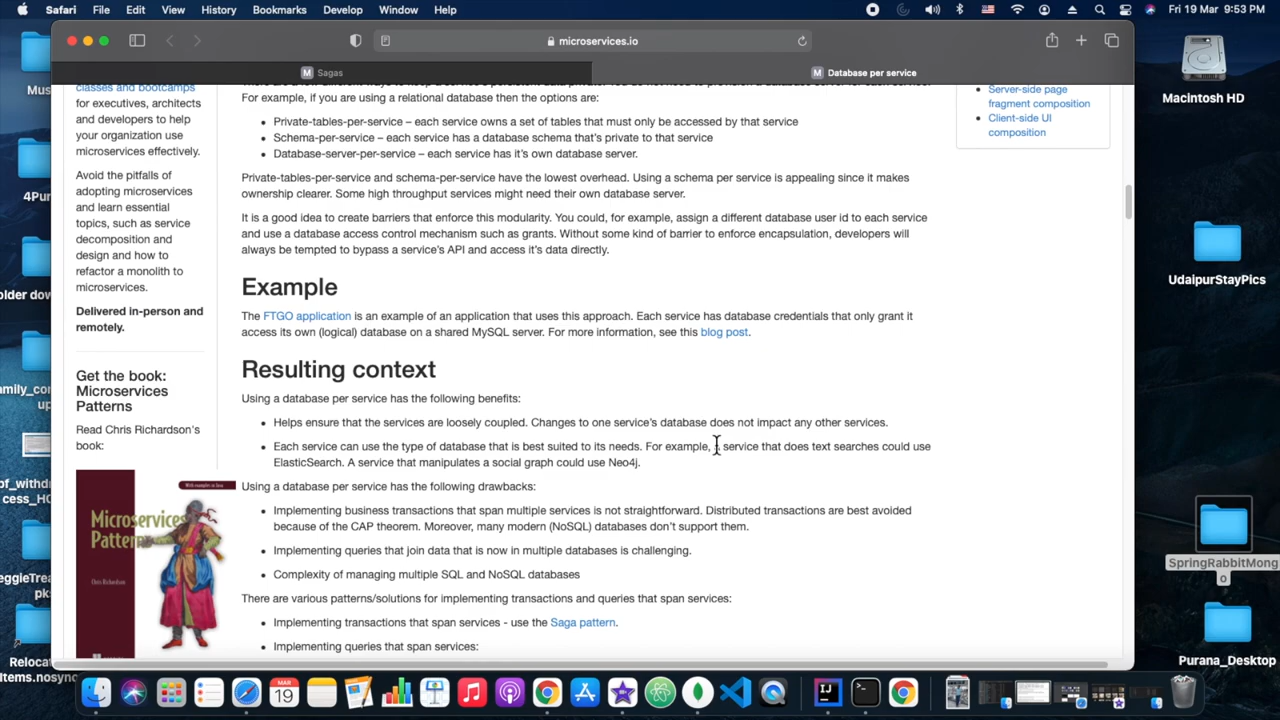 Safari File Edit View History Bookmarks Develop Window Help
Fri 19 Mar 9:53 PM
microservices.io
M Sagas
M Database per service
classes and bootcamps
for executives, architects
and developers to help
your organization use
microservices effectively.
Avoid the pitfalls of
adopting microservices
and learn essential
topics, such as service
decomposition and
design and how to
refactor a monolith to
microservices.
Delivered in-person and
remotely.
Get the book:
Microservices
Patterns
Read Chris Richardson's
book:
Microservices
Patterns
For example, if you are using a relational database then the options are:
Private-tables-per-service – each service owns a set of tables that must only be accessed by that service
Schema-per-service – each service has a database schema that's private to that service
Database-server-per-service – each service has it's own database server.
Private-tables-per-service and schema-per-service have the lowest overhead. Using a schema per service is appealing since it makes
ownership clearer. Some high throughput services might need their own database server.
It is a good idea to create barriers that enforce this modularity. You could, for example, assign a different database user id to each service
and use a database access control mechanism such as grants. Without some kind of barrier to enforce encapsulation, developers will
always be tempted to bypass a service's API and access it's data directly.
Example
The FTGO application is an example of an application that uses this approach. Each service has database credentials that only grant it
access its own (logical) database on a shared MySQL server. For more information, see this blog post.
Resulting context
Using a database per service has the following benefits:
Helps ensure that the services are loosely coupled. Changes to one service's database does not impact any other services.
Each service can use the type of database that is best suited to its needs. For example, service that does text searches could use
ElasticSearch. A service that manipulates a social graph could use Neo4j.
Using a database per service has the following drawbacks:
Implementing business transactions that span multiple services is not straightforward. Distributed transactions are best avoided
because of the CAP theorem. Moreover, many modern (NoSQL) databases don't support them.
Implementing queries that join data that is now in multiple databases is challenging.
Complexity of managing multiple SQL and NoSQL databases
There are various patterns/solutions for implementing transactions and queries that span services:
Implementing transactions that span services - use the Saga pattern.
Implementing queries that span services:
Server-side page
fragment composition
Client-side UI
composition
Macintosh HD
UdaipurStayPics
SpringRabbitMong
o
Purana_Desktop
Mus
4Pur
older dow
amily_con
up
pf_withdr
cess_HO
eggieTrea
pks
Reloca
Items.nosync
MAR
19
IJ